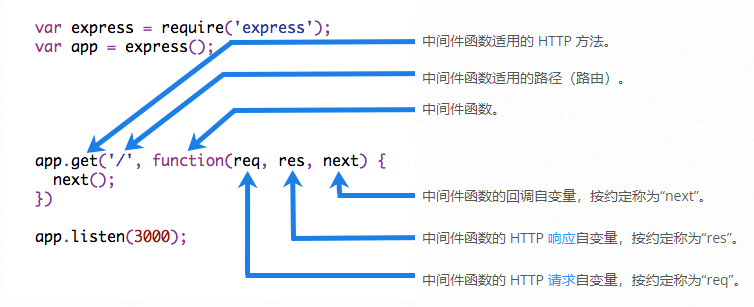 var express = require('express');
var app = express();
app.get('/', function(req, res, next) {
next();
})
app.listen(3000);
中间件函数适用的 HTTP 方法。
中间件函数适用的路径（路由）。
中间件函数。
中间件函数的回调自变量，按约定称为“next”。
中间件函数的 HTTP 响应自变量，按约定称为“res”。
中间件函数的 HTTP 请求自变量，按约定称为“req”。